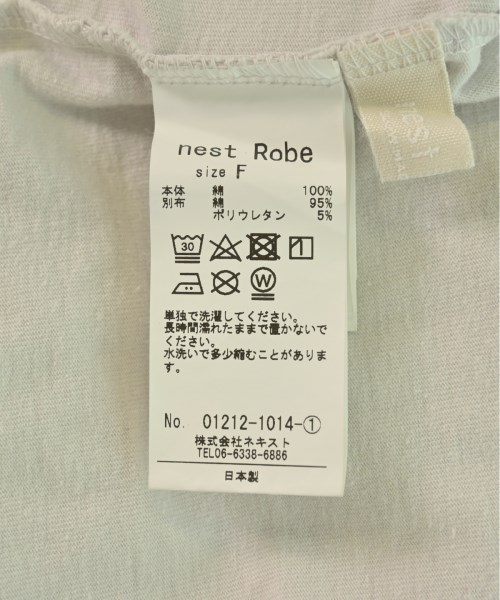 nest Robe
size F
本体 綿 100%
別布 綿 95%
ポリウレタン 5%
30
W
単独で洗濯してください。
長時間濡れたままで置かないで
ください。
水洗いで多少縮むことがありま
す。
No. 01212-1014-①
株式会社ネキスト
TEL06-6338-6886
日本製
nest